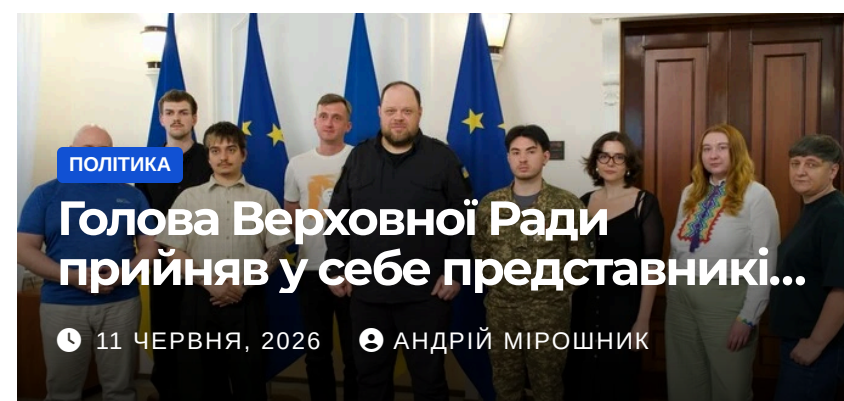 ПОЛІТИКА
Голова Верховної Ради
прийняв у себе представникі...
11 ЧЕРВНЯ, 2026 АНДРІЙ МІРОШНИК